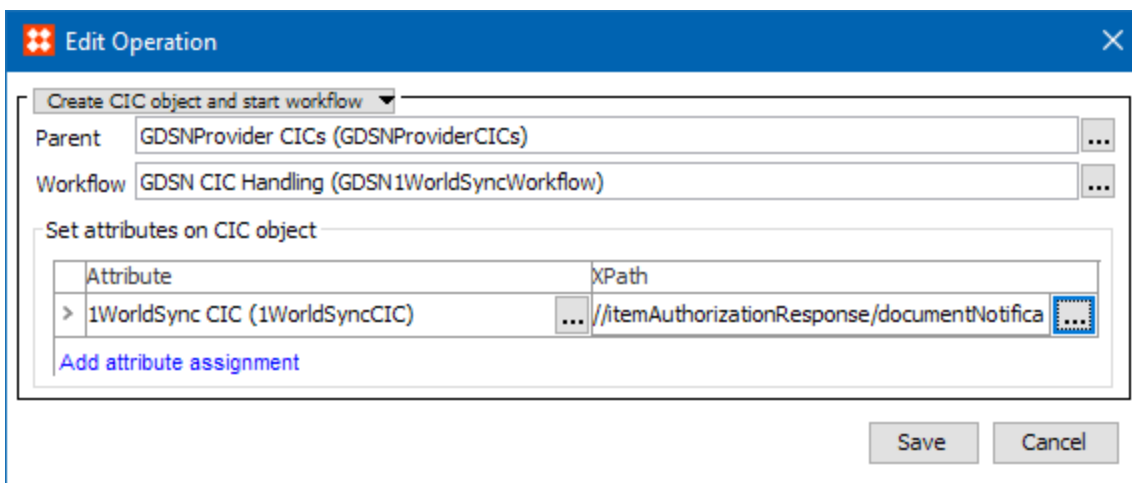 Edit Operation
Create CIC object and start workflow
Parent GDSNProvider CICs (GDSNProviderCICs) ...
Workflow GDSN CIC Handling (GDSN1WorldSyncWorkflow) ...
Set attributes on CIC object
Attribute XPath
> 1WorldSync CIC (1WorldSyncCIC) ... //itemAuthorizationResponse/documentNotifica ...
Add attribute assignment
Save Cancel